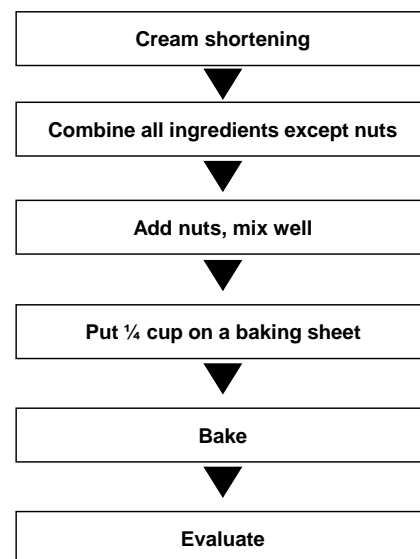 Cream shortening
Combine all ingredients except nuts
Add nuts, mix well
Put ¼ cup on a baking sheet
Bake
Evaluate